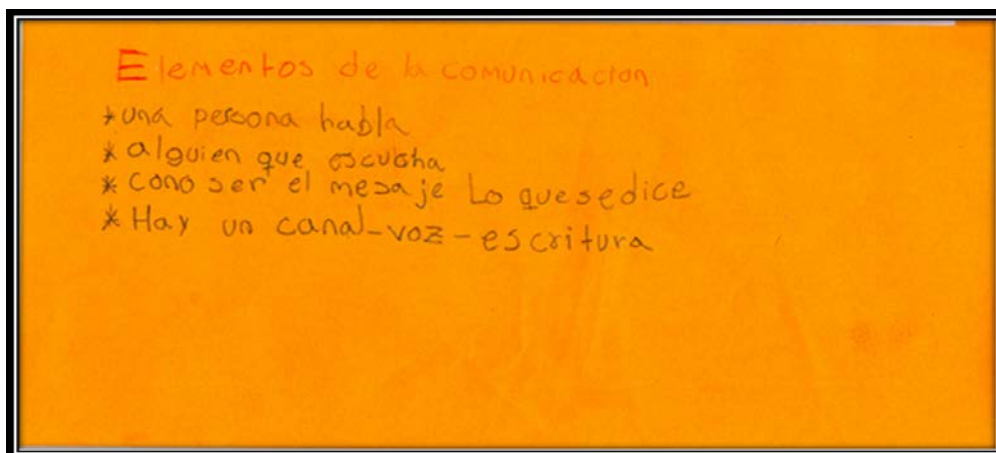 Elementos de la comunicacion
* una persona habla
* alguien que escucha
* cono ser el mesaje Lo quesedice
* Hay un canal-voz-escritura